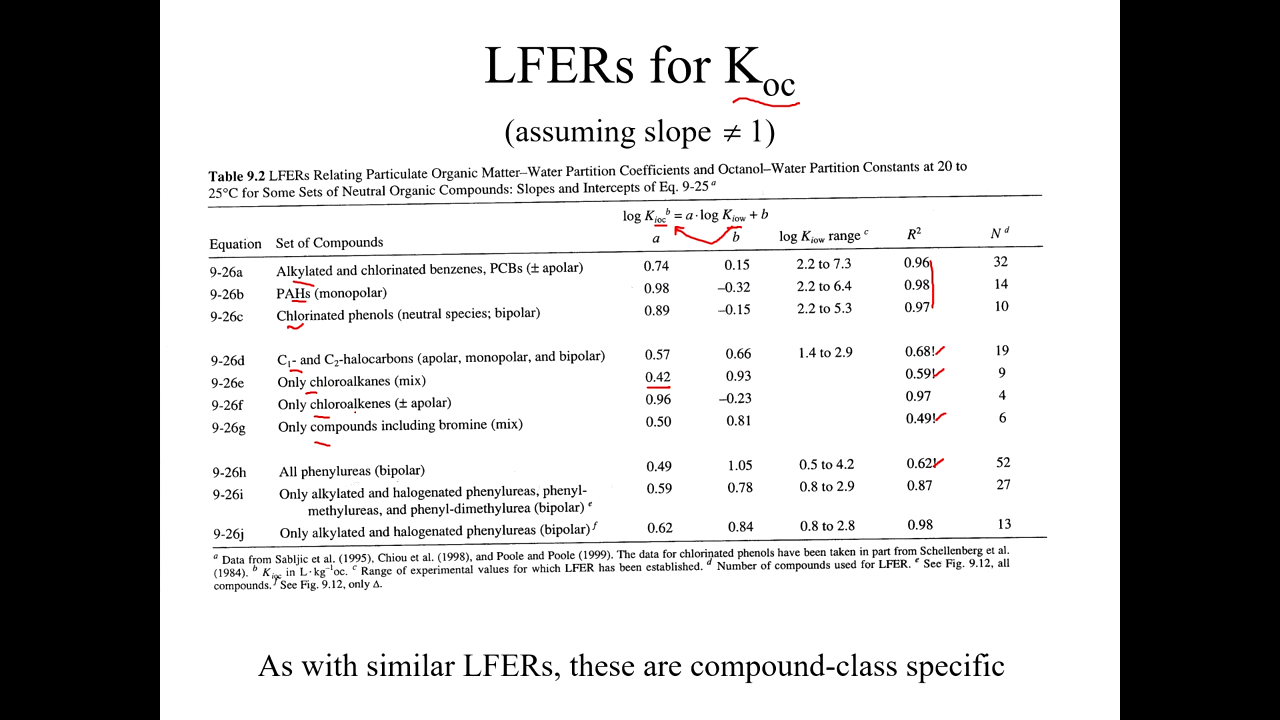 LFERs for Koc
(assuming slope ≠ 1)
Table 9.2 LFERs Relating Particulate Organic Matter–Water Partition Coefficients and Octanol–Water Partition Constants at 20 to
25°C for Some Sets of Neutral Organic Compounds: Slopes and Intercepts of Eq. 9-25 a
log Kioc b = a·log Kiow + b
Equation Set of Compounds a b log Kiow range c R² N d
9-26a Alkylated and chlorinated benzenes, PCBs (± apolar) 0.74 0.15 2.2 to 7.3 0.96 32
9-26b PAHs (monopolar) 0.98 –0.32 2.2 to 6.4 0.98 14
9-26c Chlorinated phenols (neutral species; bipolar) 0.89 –0.15 2.2 to 5.3 0.97 10
9-26d C1- and C2-halocarbons (apolar, monopolar, and bipolar) 0.57 0.66 1.4 to 2.9 0.68! 19
9-26e Only chloroalkanes (mix) 0.42 0.93 0.59! 9
9-26f Only chloroalkenes (± apolar) 0.96 –0.23 0.97 4
9-26g Only compounds including bromine (mix) 0.50 0.81 0.49! 6
9-26h All phenylureas (bipolar) 0.49 1.05 0.5 to 4.2 0.62! 52
9-26i Only alkylated and halogenated phenylureas, phenyl- 0.59 0.78 0.8 to 2.9 0.87 27
methylureas, and phenyl-dimethylurea (bipolar) e
9-26j Only alkylated and halogenated phenylureas (bipolar) f 0.62 0.84 0.8 to 2.8 0.98 13
a Data from Sabljic et al. (1995), Chiou et al. (1998), and Poole and Poole (1999). The data for chlorinated phenols have been taken in part from Schellenberg et al.
(1984). b Kioc in L·kg⁻¹oc. c Range of experimental values for which LFER has been established. d Number of compounds used for LFER. e See Fig. 9.12, all
compounds. f See Fig. 9.12, only Δ.
As with similar LFERs, these are compound-class specific